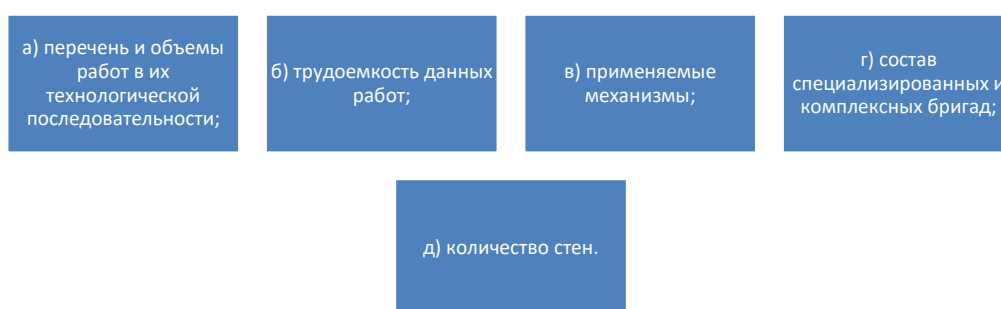 а) перечень и объемы
работ в их
технологической
последовательности;
б) трудоемкость данных
работ;
в) применяемые
механизмы;
г) состав
специализированных и
комплексных бригад;
д) количество стен.